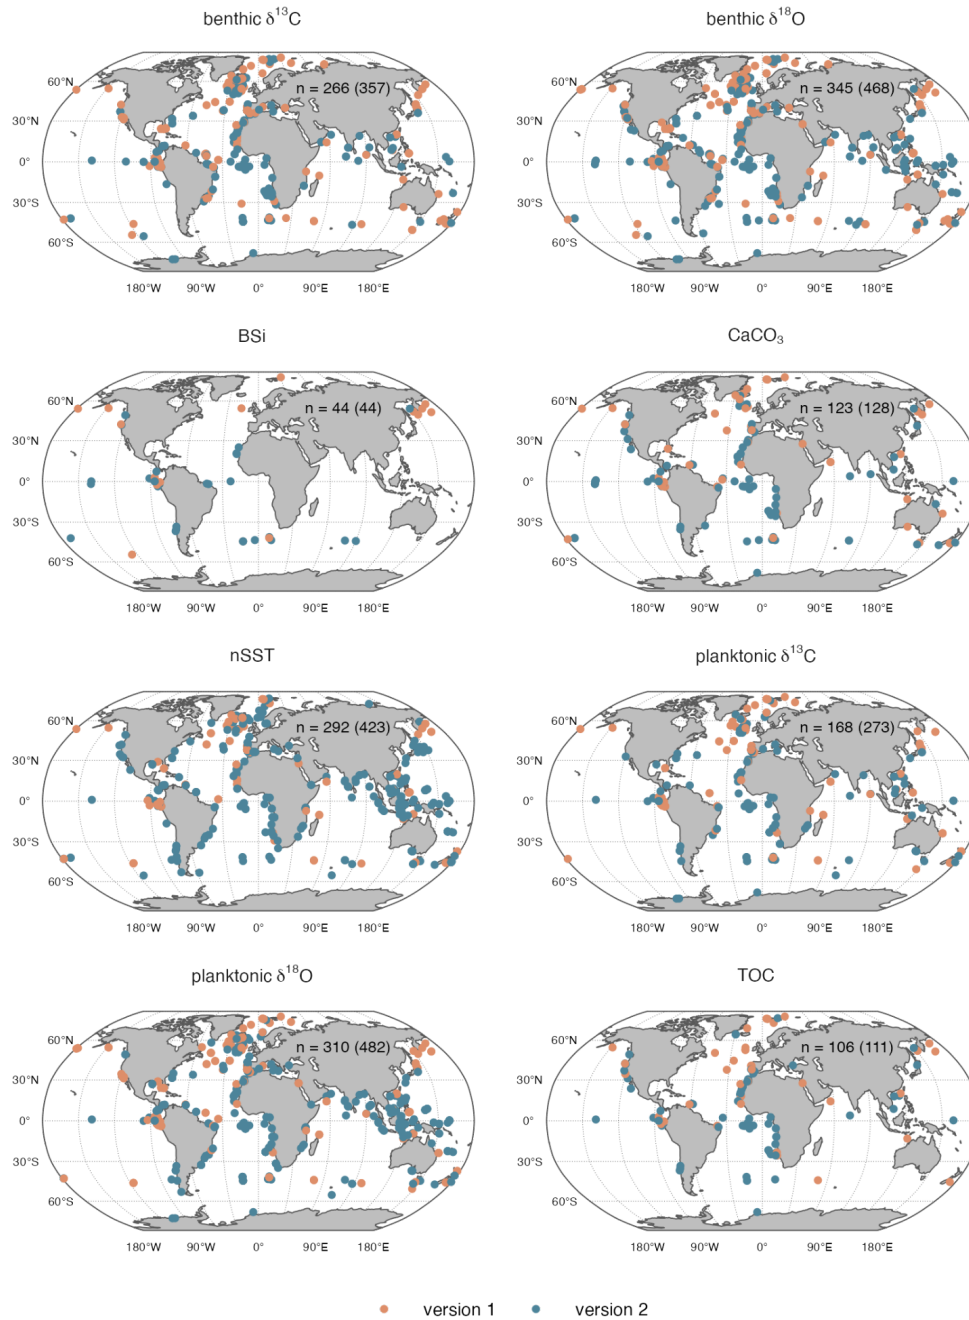 benthic δ¹³C
benthic δ¹⁸O
60°N
30°N
0°
30°S
60°S
n = 266 (357)
180°W 90°W 0° 90°E 180°E
60°N
30°N
0°
30°S
60°S
n = 345 (468)
180°W 90°W 0° 90°E 180°E
BSi
CaCO₃
60°N
30°N
0°
30°S
60°S
n = 44 (44)
180°W 90°W 0° 90°E 180°E
60°N
30°N
0°
30°S
60°S
n = 123 (128)
180°W 90°W 0° 90°E 180°E
nSST
planktonic δ¹³C
60°N
30°N
0°
30°S
60°S
n = 292 (423)
180°W 90°W 0° 90°E 180°E
60°N
30°N
0°
30°S
60°S
n = 168 (273)
180°W 90°W 0° 90°E 180°E
planktonic δ¹⁸O
TOC
60°N
30°N
0°
30°S
60°S
n = 310 (482)
180°W 90°W 0° 90°E 180°E
60°N
30°N
0°
30°S
60°S
n = 106 (111)
180°W 90°W 0° 90°E 180°E
version 1 version 2